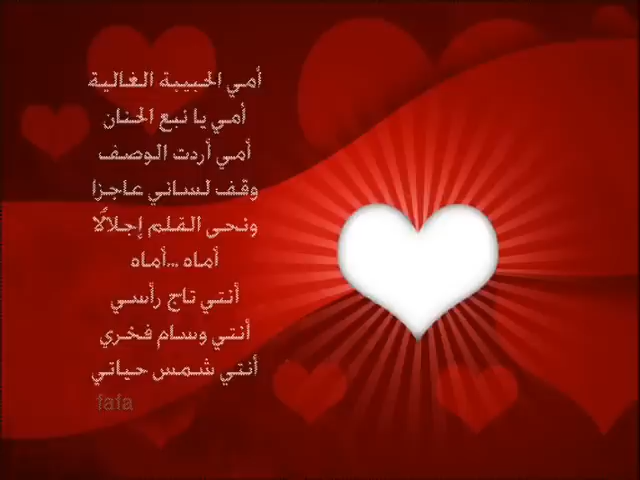 أمي الحبيبة الغالية
أمي يا نبع الحنان
أمي أردت الوصف
وقف لساني عاجزا
ونحى القلم إجلالًا
أماه ...أماه
أنتي تاج رأسي
أنتي وسام فخري
أنتي شمس حياتي
fafa